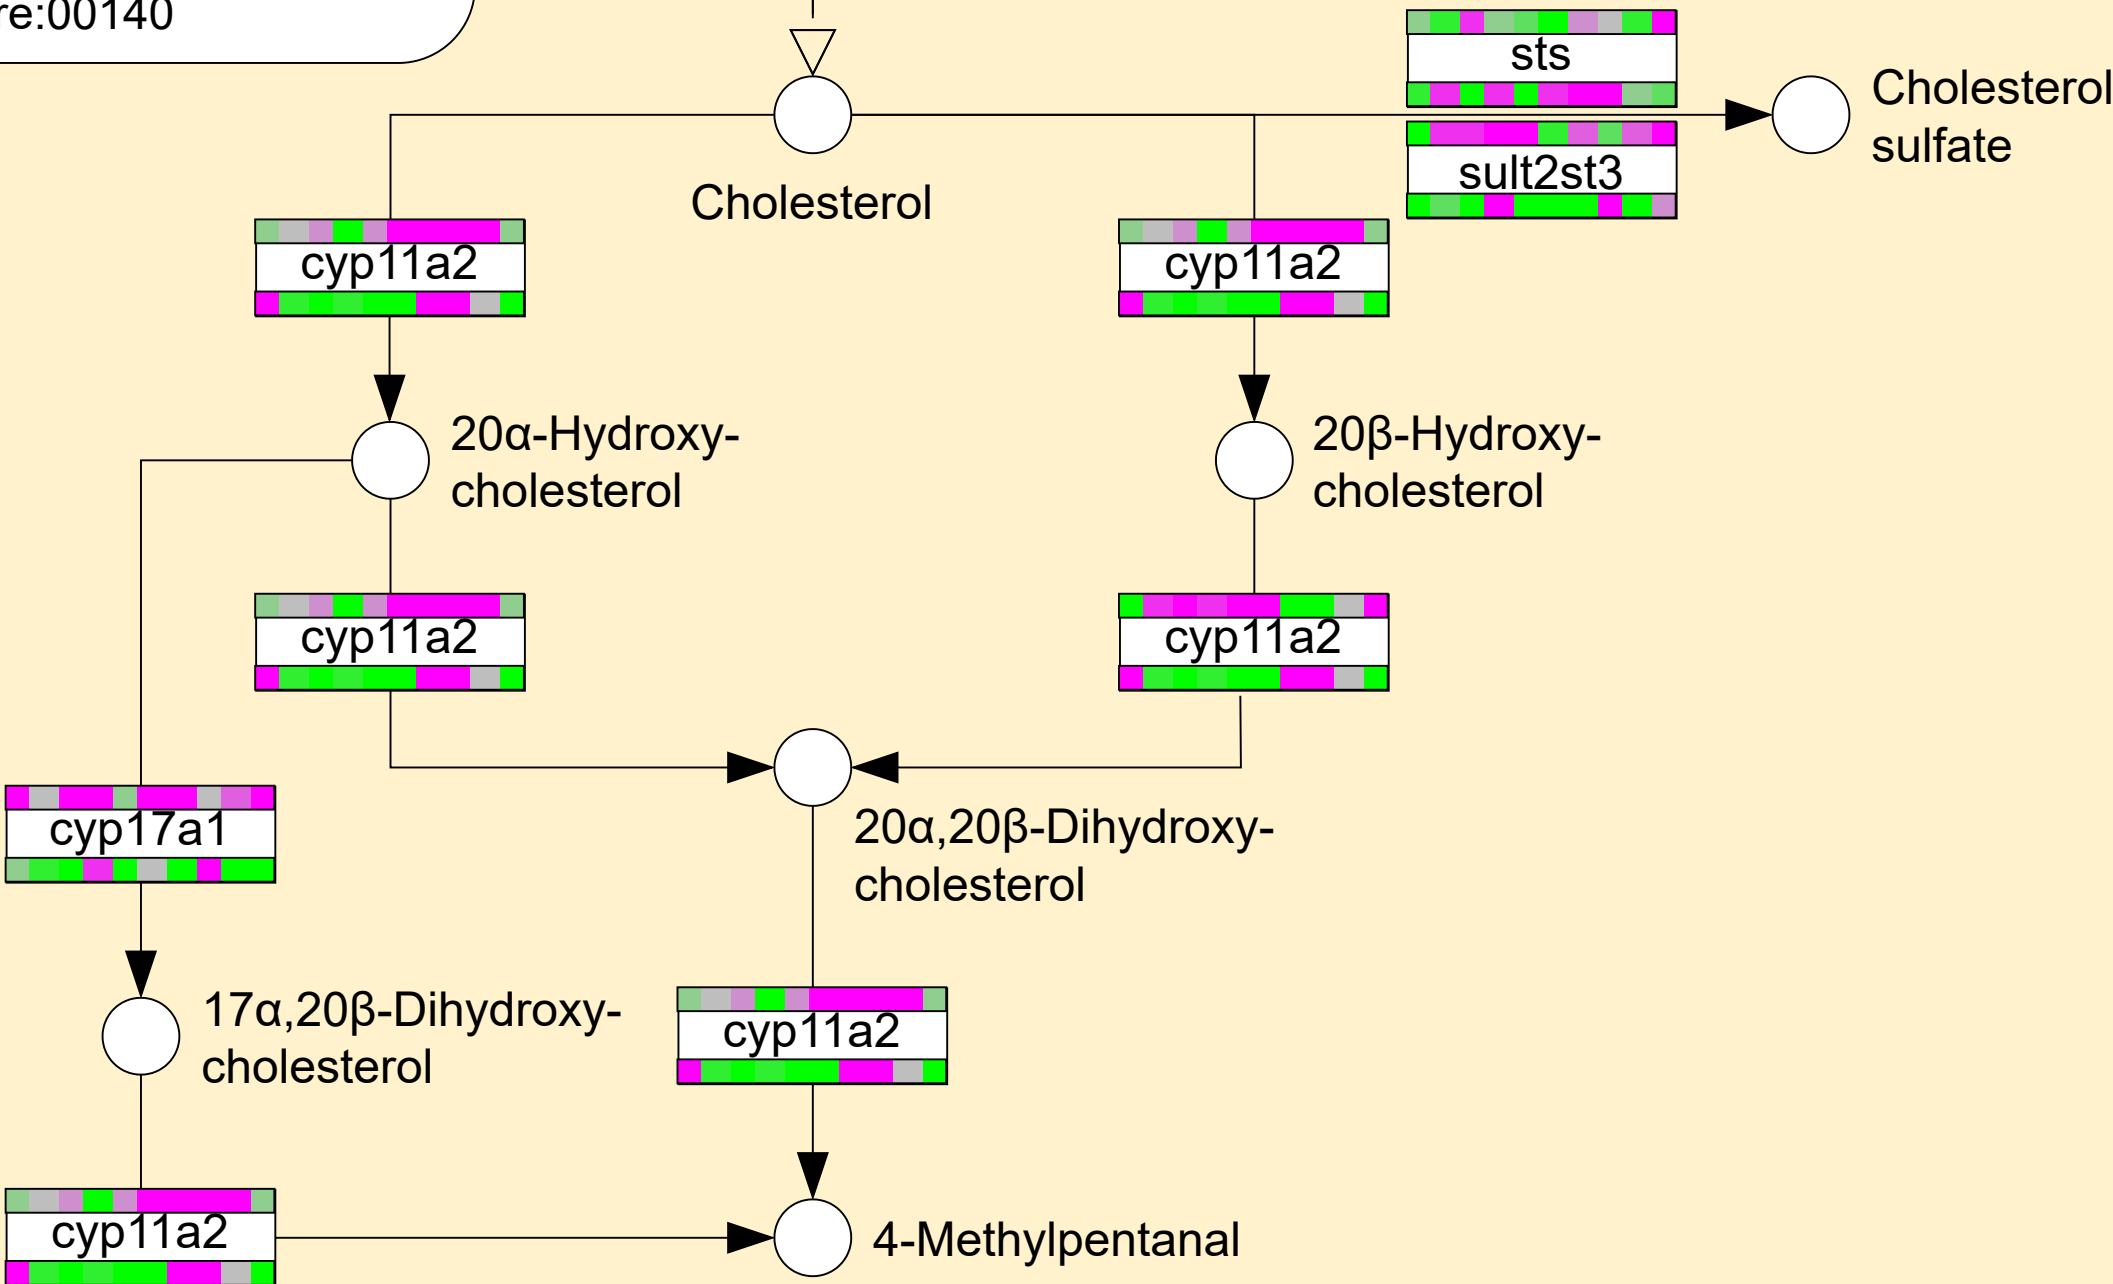 re:00140
sts
Cholesterol
sulfate
sult2st3
Cholesterol
cyp11a2
cyp11a2
20α-Hydroxy-
cholesterol
20β-Hydroxy-
cholesterol
cyp11a2
cyp11a2
cyp17a1
20α,20β-Dihydroxy-
cholesterol
17α,20β-Dihydroxy-
cholesterol
cyp11a2
cyp11a2
4-Methylpentanal